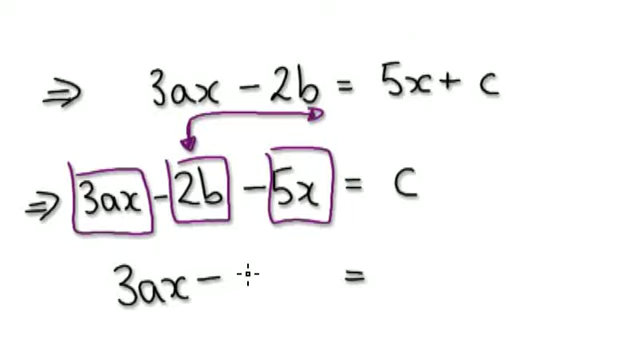 ⇒ 3ax − 2b = 5x + c
⇒ 3ax − 2b − 5x = c
3ax − =